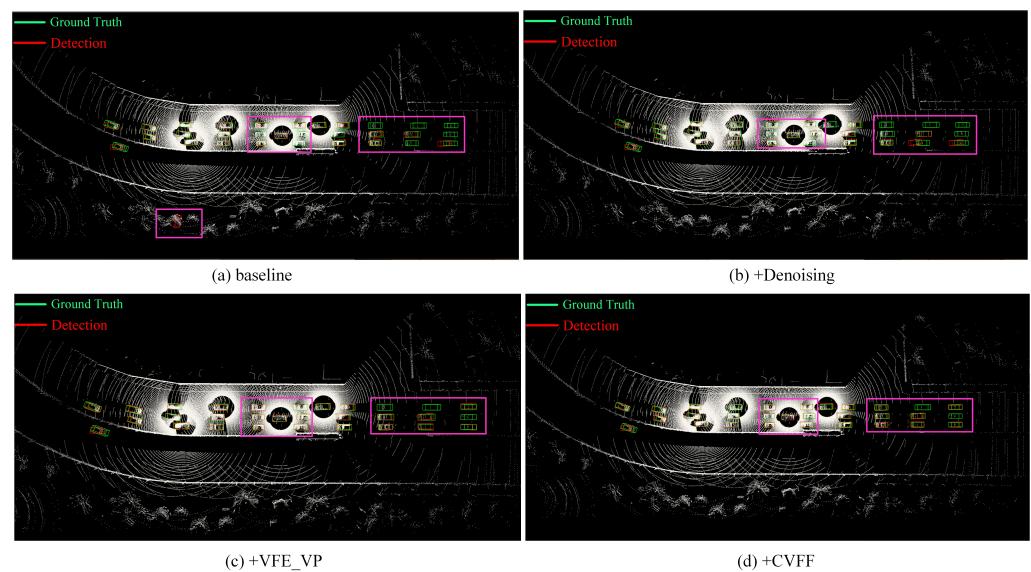 Ground Truth
Detection
Ground Truth
Detection
(a) baseline
(b) +Denoising
Ground Truth
Detection
Ground Truth
Detection
(c) +VFE_VP
(d) +CVFF